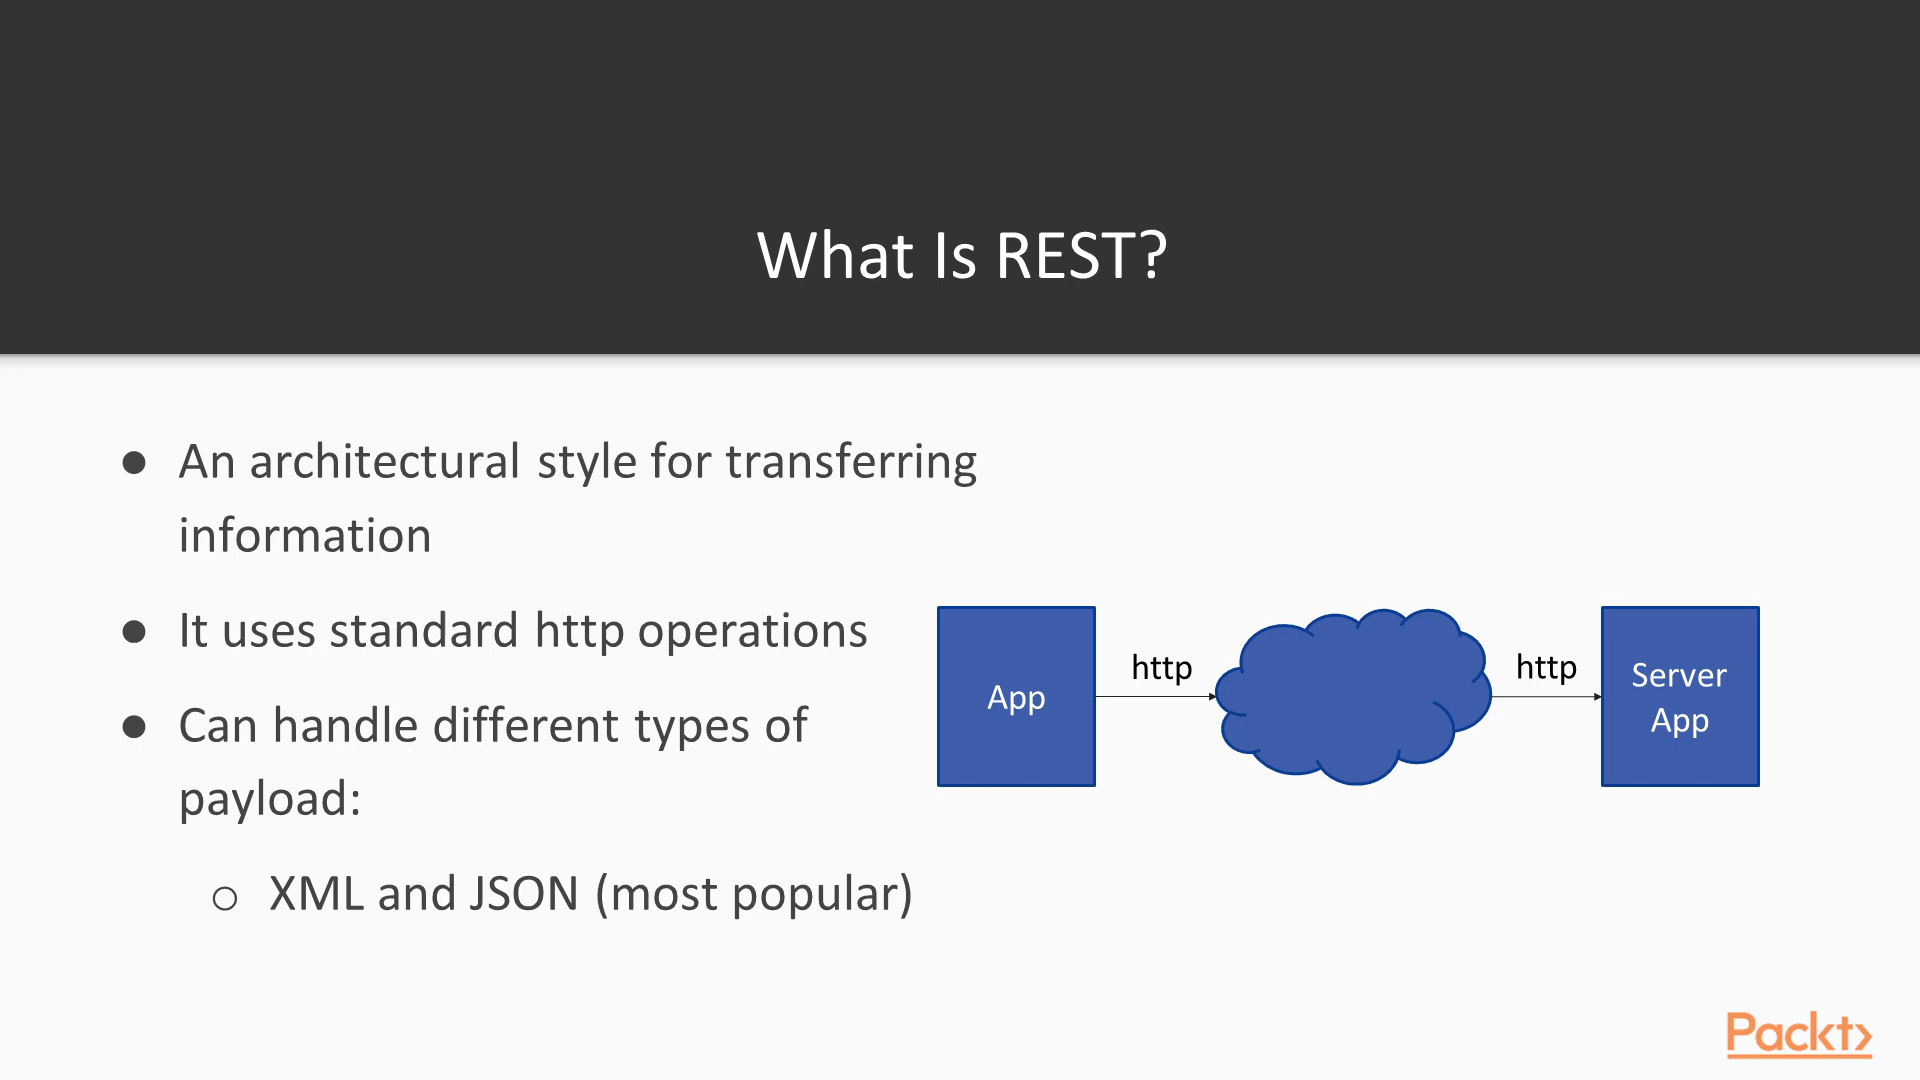 What Is REST?
● An architectural style for transferring
information
● It uses standard http operations
● Can handle different types of
payload:
○ XML and JSON (most popular)
App
http
http
Server
App
Packt>